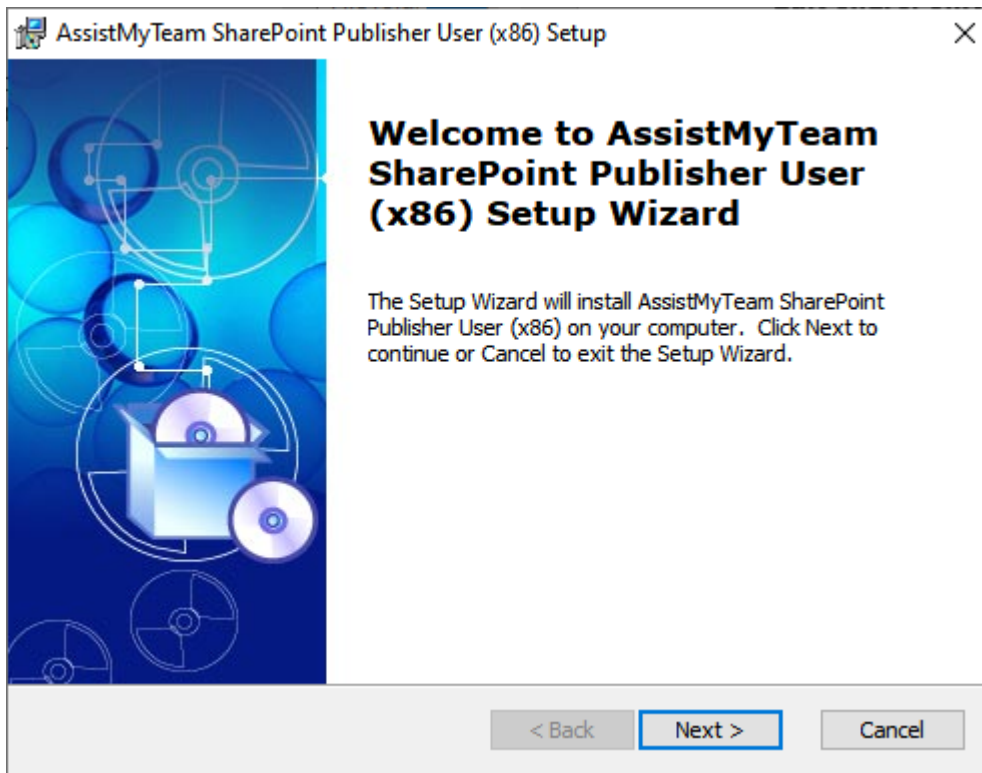 AssistMyTeam SharePoint Publisher User (x86) Setup
Welcome to AssistMyTeam
SharePoint Publisher User
(x86) Setup Wizard
The Setup Wizard will install AssistMyTeam SharePoint
Publisher User (x86) on your computer.  Click Next to
continue or Cancel to exit the Setup Wizard.
< Back
Next >
Cancel